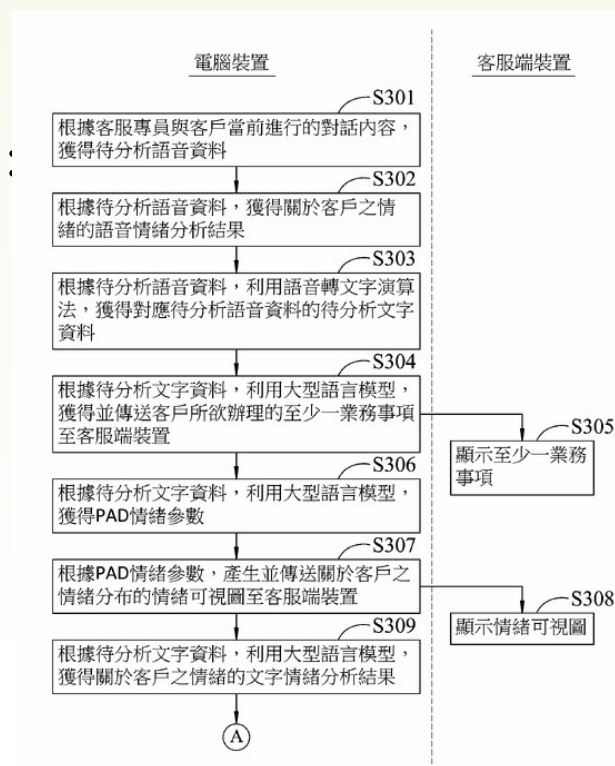 電腦裝置
客服端裝置
S301
根據客服專員與客戶當前進行的對話內容，
獲得待分析語音資料
S302
根據待分析語音資料，獲得關於客戶之情
緒的語音情緒分析結果
S303
根據待分析語音資料，利用語音轉文字演算
法，獲得對應待分析語音資料的待分析文字
資料
S304
根據待分析文字資料，利用大型語言模型，
獲得並傳送客戶所欲辦理的至少一業務事項
至客服端裝置
S305
顯示至少一業務
事項
S306
根據待分析文字資料，利用大型語言模型，
獲得PAD情緒參數
S307
根據PAD情緒參數，產生並傳送關於客戶之
情緒分布的情緒可視圖至客服端裝置
S308
顯示情緒可視圖
S309
根據待分析文字資料，利用大型語言模型，
獲得關於客戶之情緒的文字情緒分析結果
A